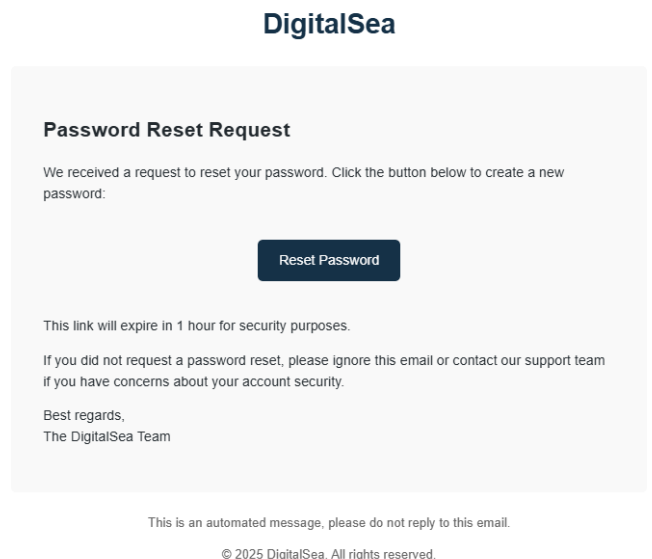 DigitalSea
Password Reset Request
We received a request to reset your password. Click the button below to create a new
password:
Reset Password
This link will expire in 1 hour for security purposes.
If you did not request a password reset, please ignore this email or contact our support team
if you have concerns about your account security.
Best regards,
The DigitalSea Team
This is an automated message, please do not reply to this email.
© 2025 DigitalSea. All rights reserved.